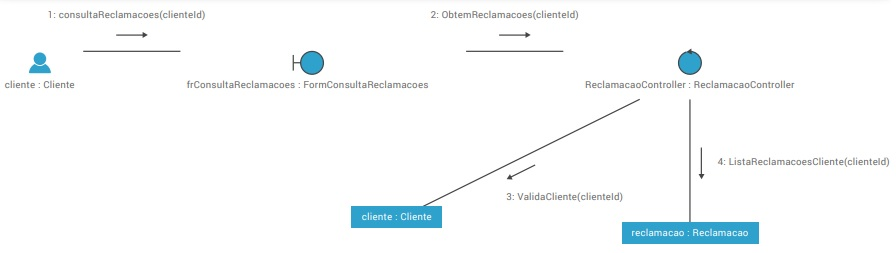 1: consultaReclamacoes(clienteId)
2: ObtemReclamacoes(clienteId)
cliente : Cliente
frConsultaReclamacoes : FormConsultaReclamacoes
ReclamacaoController : ReclamacaoController
4: ListaReclamacoesCliente(clienteId)
3: ValidaCliente(clienteId)
cliente : Cliente
reclamacao : Reclamacao